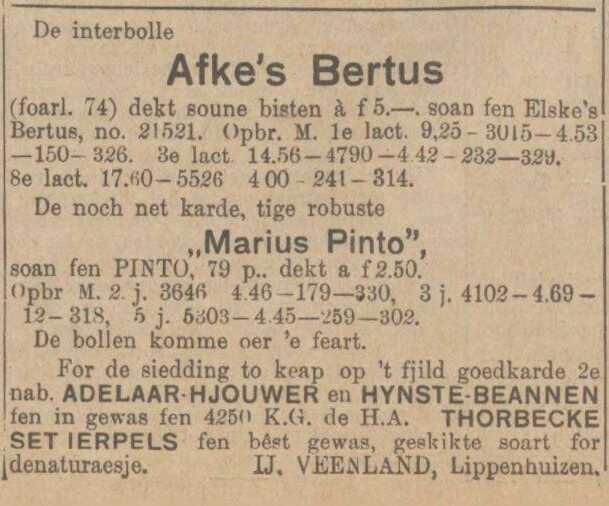 De interbolle
Afke's Bertus
(foarl. 74) dekt soune bisten à f 5.—. soan fen Elske's
Bertus, no. 21521. Opbr. M. 1e lact. 9,25-3015-4.53
—150-326. 3e lact 14.56-4790-4.42-232—329.
8e lact. 17.60-5526 4 00-241-314.
De noch net karde, tige robuste
„Marius Pinto",
soan fen PINTO, 79 p.. dekt a f 2.50.
Opbr M. 2. j. 3646 4.46-179—330, 3 j. 4102-4.69-
12-318, 5 j. 5303-4.45—259—302.
De bollen komme oer 'e feart.
For de siedding to keap op 't fjild goedkarde 2e
nab. ADELAAR-HJOUWER en HYNSTE-BEANNEN
fen in gewas fen 4250 K.G. de H.A. THORBECKE
SET IERPELS fen bêst gewas, geskikte soart for
denaturaesje. IJ. VEENLAND, Lippenhuizen.